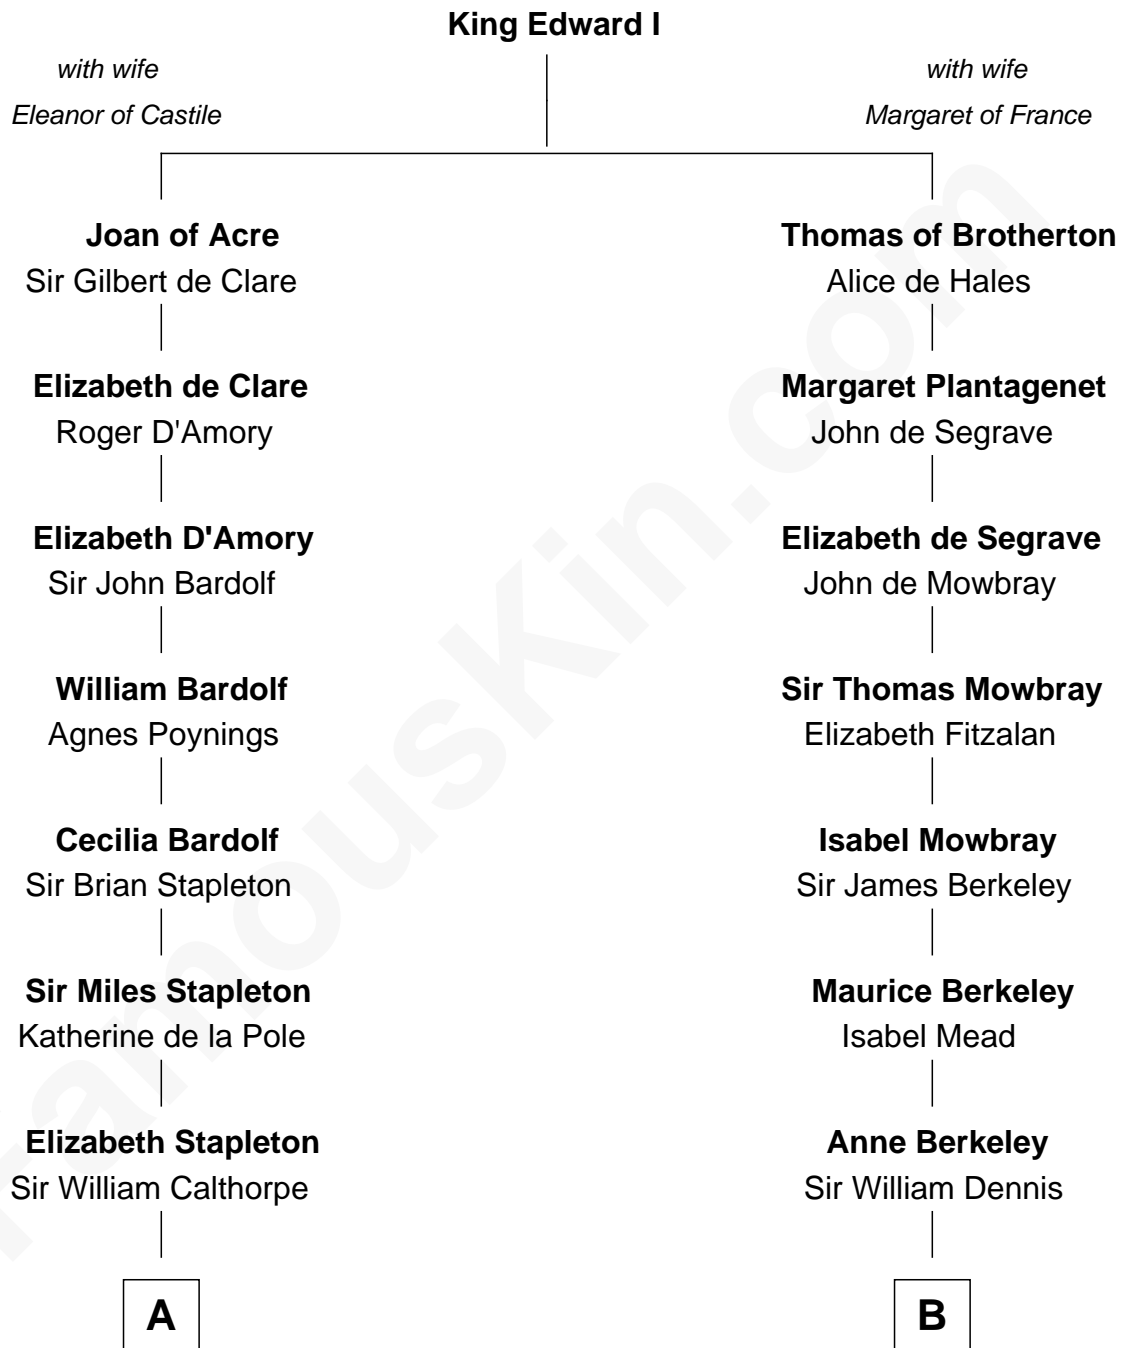 King Edward I
with wife
Eleanor of Castile
with wife
Margaret of France
Joan of Acre
Sir Gilbert de Clare
Thomas of Brotherton
Alice de Hales
Elizabeth de Clare
Roger D'Amory
Margaret Plantagenet
John de Segrave
Elizabeth D'Amory
Sir John Bardolf
Elizabeth de Segrave
John de Mowbray
William Bardolf
Agnes Poynings
Sir Thomas Mowbray
Elizabeth Fitzalan
Cecilia Bardolf
Sir Brian Stapleton
Isabel Mowbray
Sir James Berkeley
Sir Miles Stapleton
Katherine de la Pole
Maurice Berkeley
Isabel Mead
Elizabeth Stapleton
Sir William Calthorpe
Anne Berkeley
Sir William Dennis
A
B
FamousKin.com